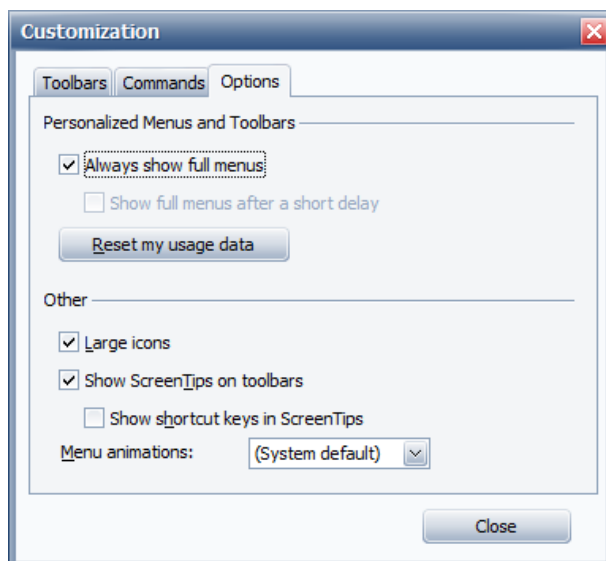 Customization
Toolbars Commands Options
Personalized Menus and Toolbars
Always show full menus
Show full menus after a short delay
Reset my usage data
Other
Large icons
Show ScreenTips on toolbars
Show shortcut keys in ScreenTips
Menu animations: (System default)
Close